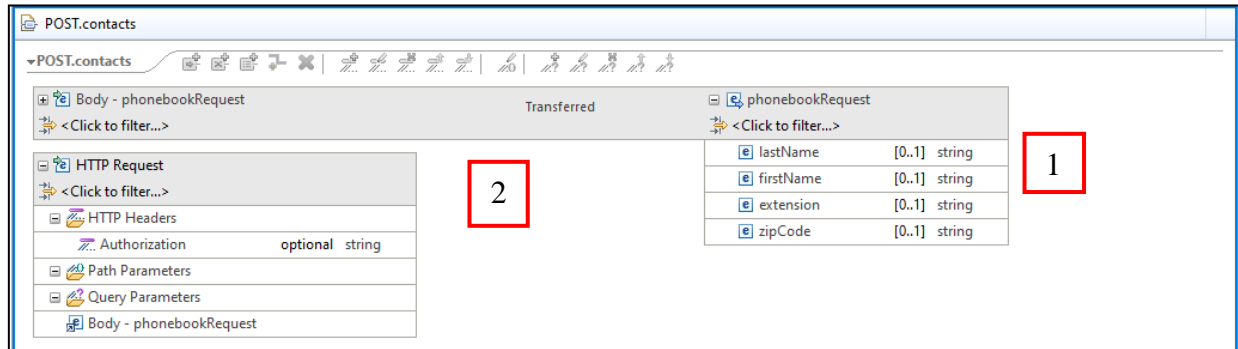 POST.contacts
POST.contacts
Body - phonebookRequest
<Click to filter...>
Transferred
phonebookRequest
<Click to filter...>
lastName [0..1] string
firstName [0..1] string
extension [0..1] string
zipCode [0..1] string
1
HTTP Request
<Click to filter...>
HTTP Headers
Authorization optional string
Path Parameters
Query Parameters
Body - phonebookRequest
2